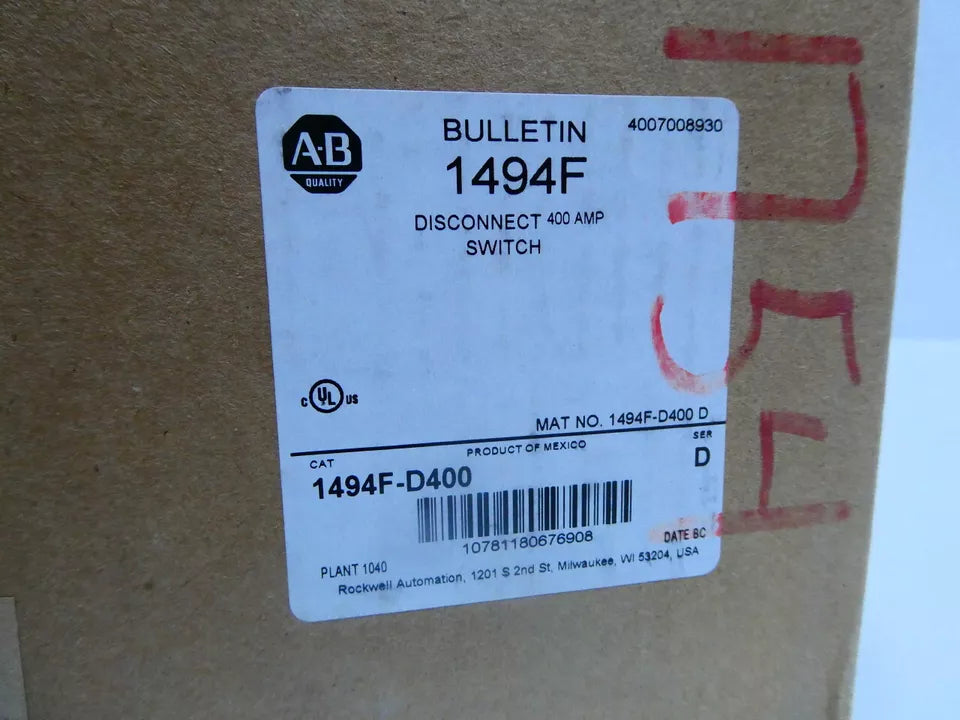 A-B
QUALITY
BULLETIN
1494F
4007008930
DISCONNECT 400 AMP
SWITCH
C UL US
MAT NO. 1494F-D400 D
PRODUCT OF MEXICO
SER
D
CAT
1494F-D400
10781180676908
DATE BC
PLANT 1040
Rockwell Automation, 1201 S 2nd St, Milwaukee, WI 53204, USA